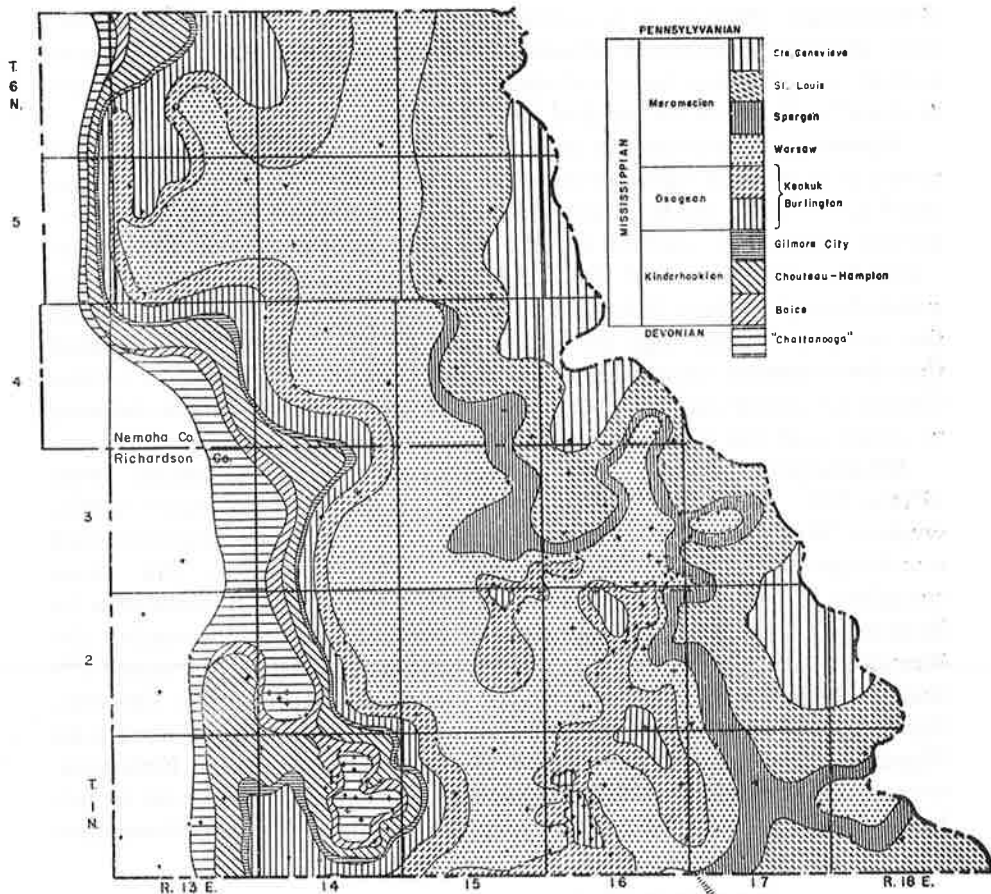 PENNSYLVANIAN
MISSISSIPPIAN
Meramecian
Ste. Genevieve
St. Louis
Spergen
Warsaw
Osagean
Keokuk
Burlington
Kinderhookian
Gilmore City
Chouteau-Hampton
Boice
DEVONIAN
"Chattanooga"
T.
6
N.
5
4
Nemaha Co.
Richardson Co.
3
2
T.
I
N.
R. 13 E.
14
15
16
17
R. 18 E.